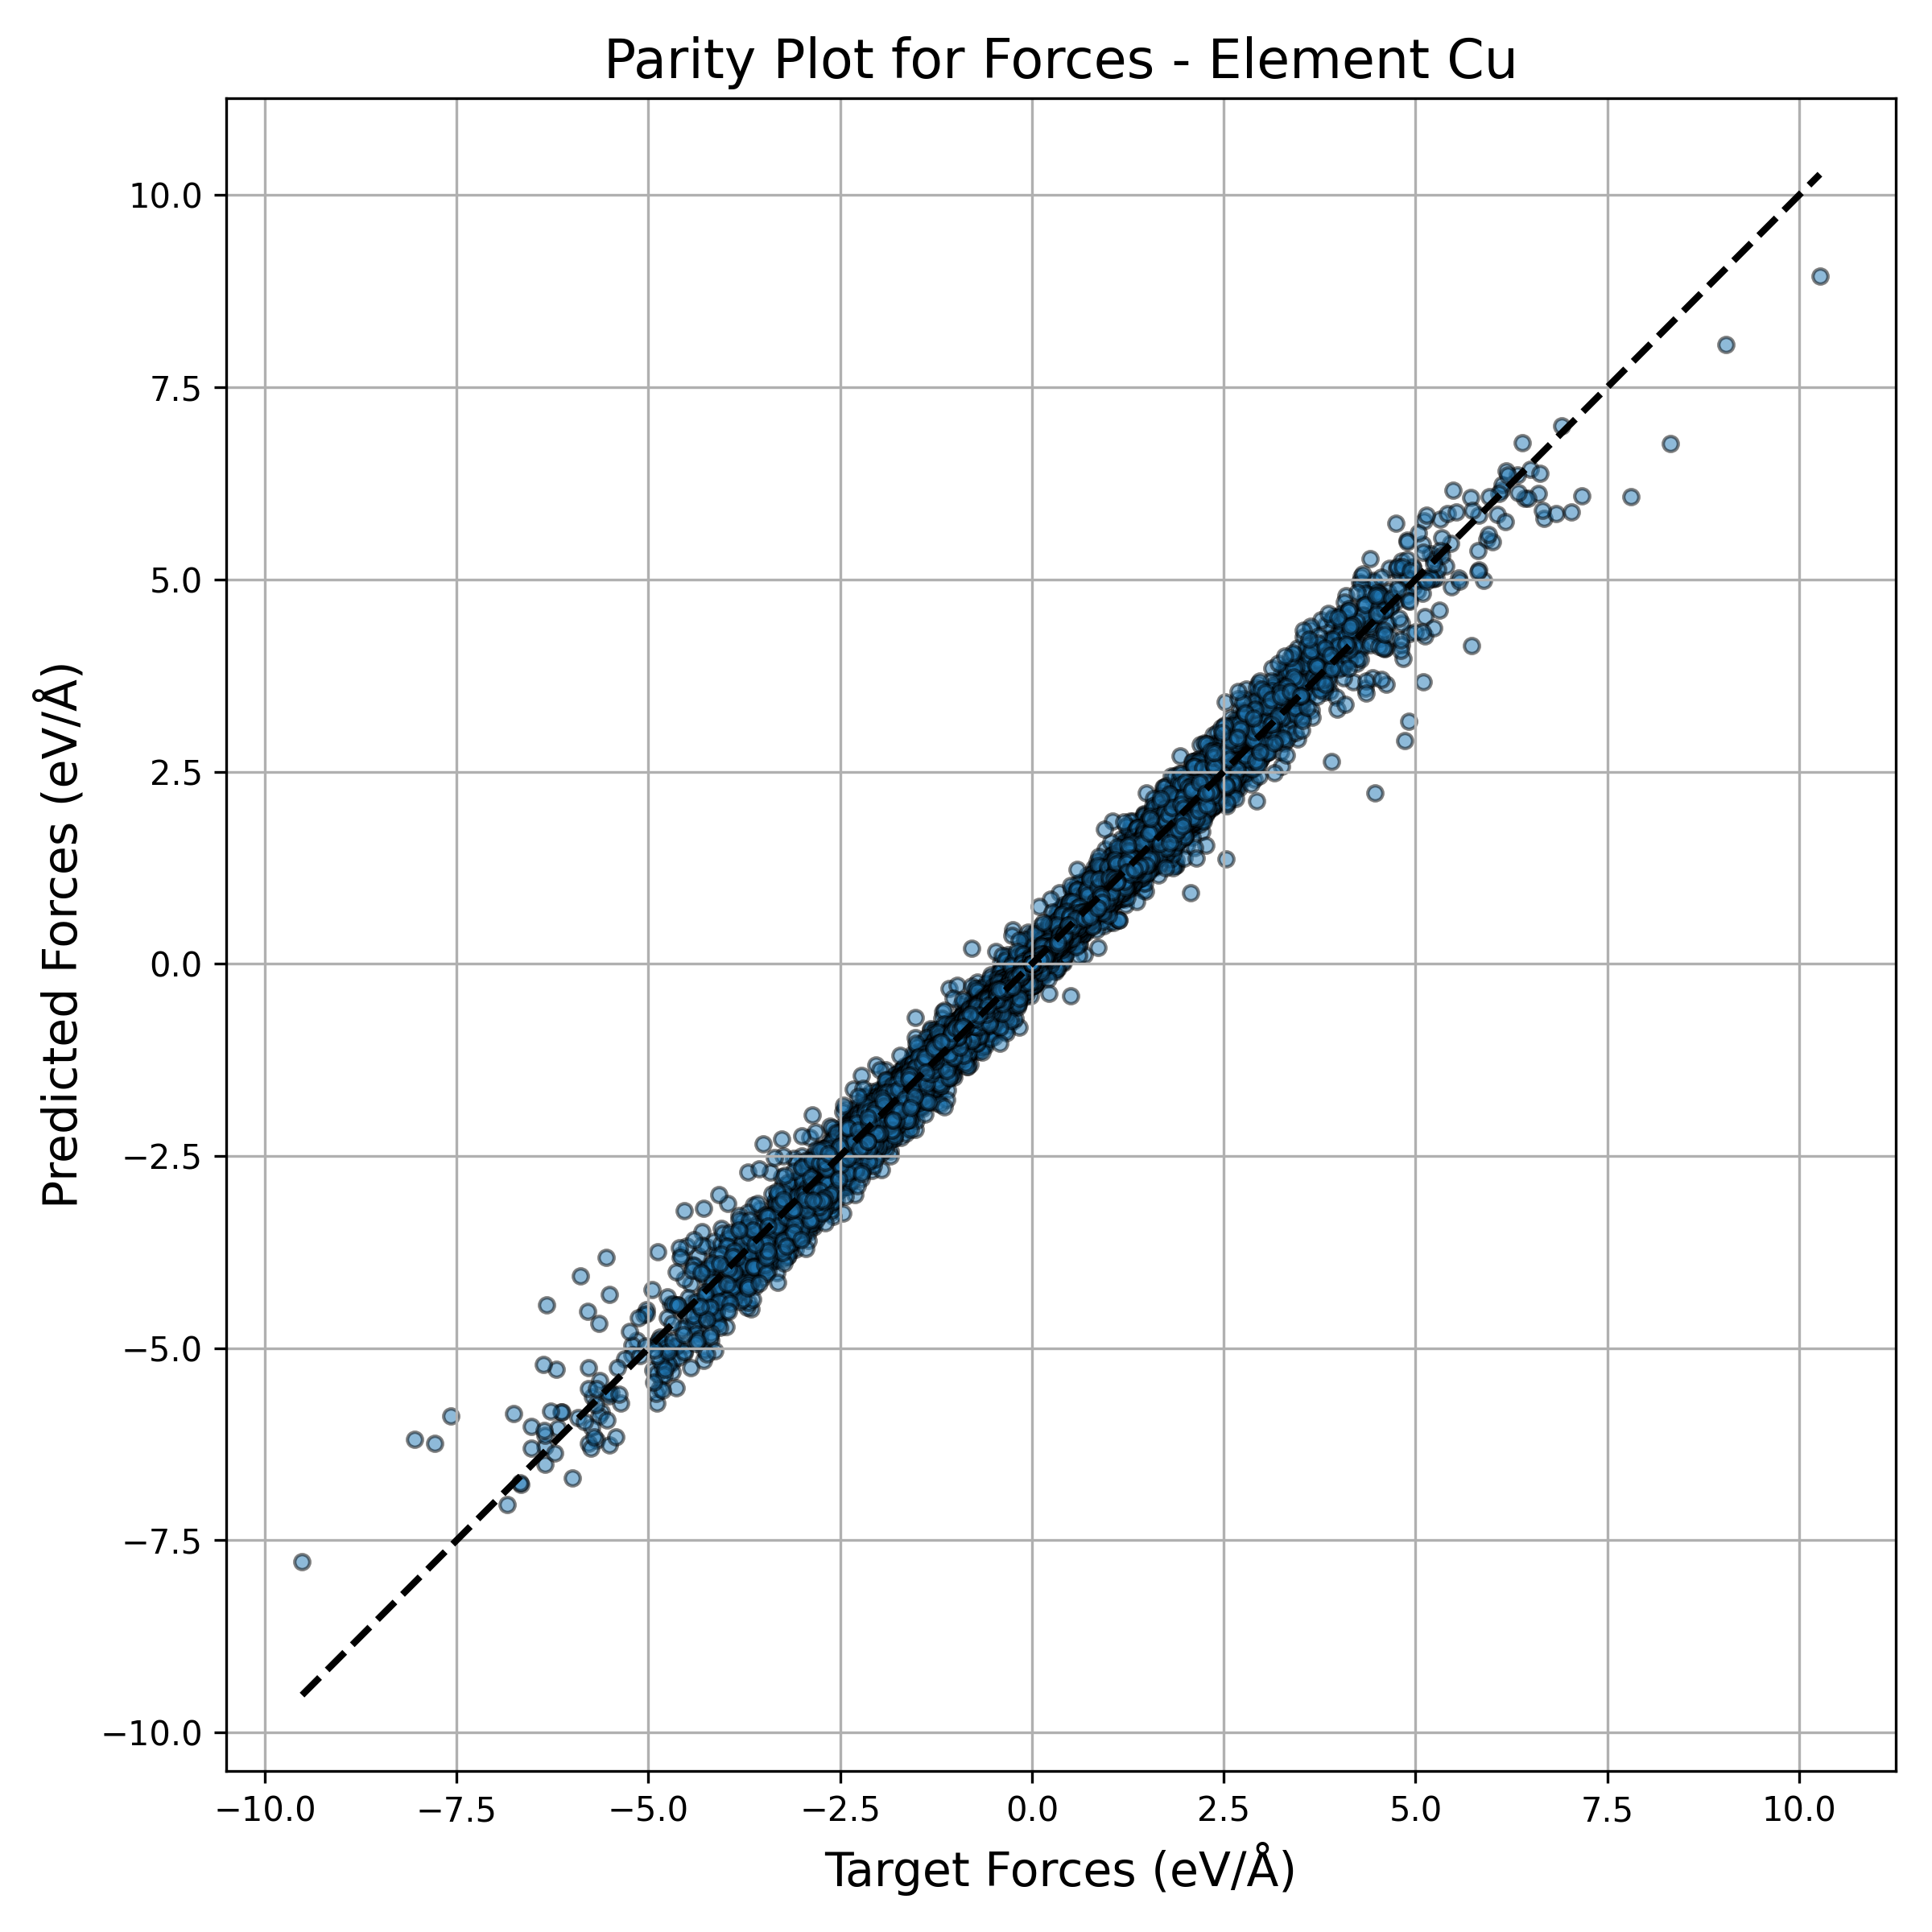 Parity Plot for Forces - Element Cu
Predicted Forces (eV/Å)
10.0
7.5
5.0
2.5
0.0
−2.5
−5.0
−7.5
−10.0
−10.0 −7.5 −5.0 −2.5 0.0 2.5 5.0 7.5 10.0
Target Forces (eV/Å)